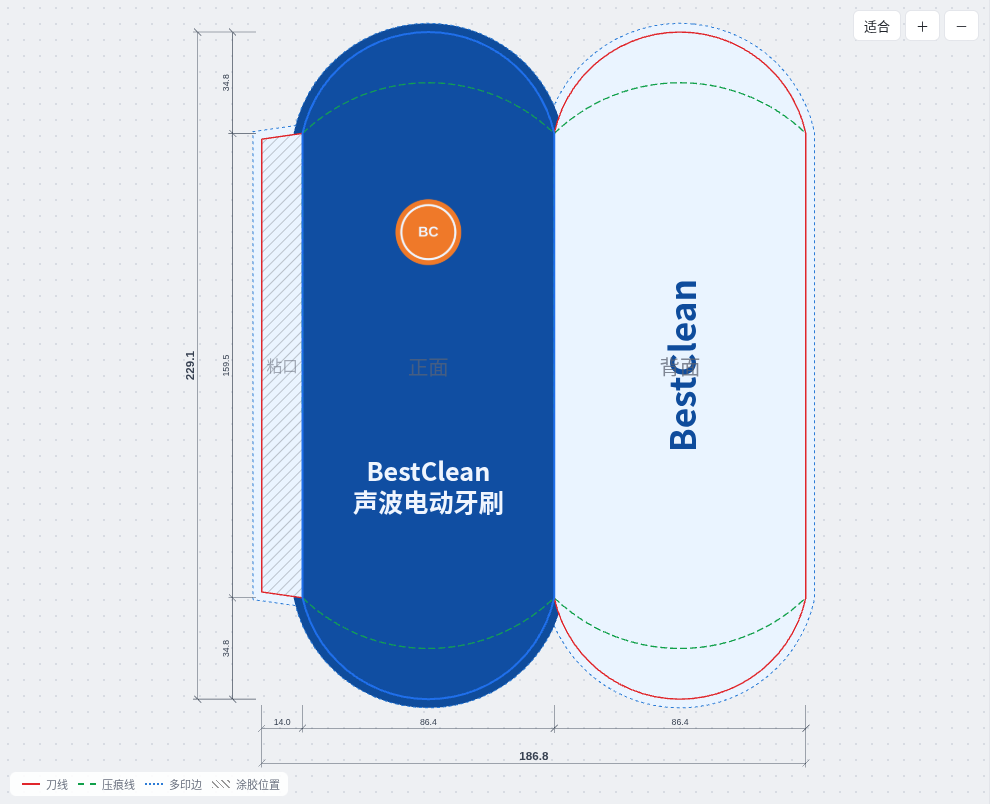 适合
+
−
34.8
229.1
159.5
34.8
粘口
BC
正面
BestClean
声波电动牙刷
BestClean
背面
14.0
86.4
86.4
186.8
刀线
压痕线
多印边
涂胶位置